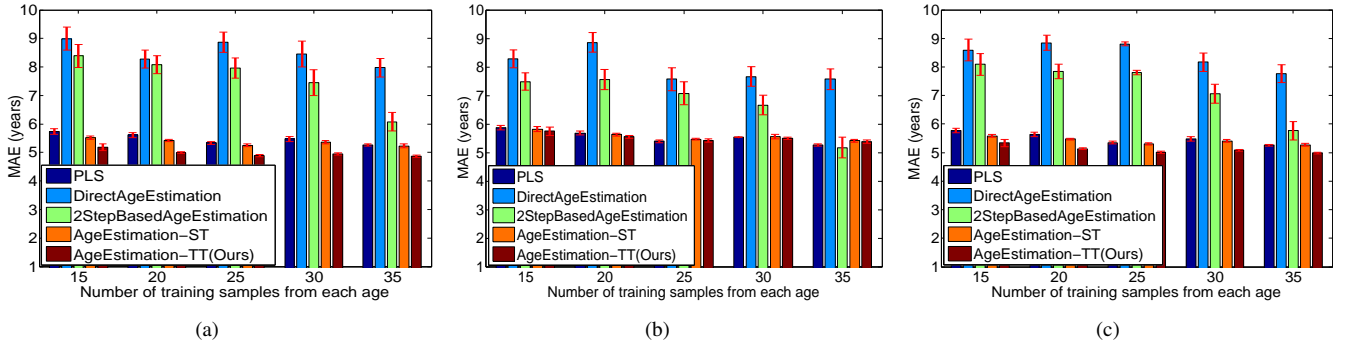 10
9
8
7
6
5
4
3
2
1
MAE (years)
PLS
DirectAgeEstimation
2StepBasedAgeEstimation
AgeEstimation−ST
AgeEstimation−TT(Ours)
15 20 25 30 35
Number of training samples from each age
(a)
10
9
8
7
6
5
4
3
2
1
MAE (years)
PLS
DirectAgeEstimation
2StepBasedAgeEstimation
AgeEstimation−ST
AgeEstimation−TT(Ours)
15 20 25 30 35
Number of training samples from each age
(b)
10
9
8
7
6
5
4
3
2
1
MAE (years)
PLS
DirectAgeEstimation
2StepBasedAgeEstimation
AgeEstimation−ST
AgeEstimation−TT(Ours)
15 20 25 30 35
Number of training samples from each age
(c)